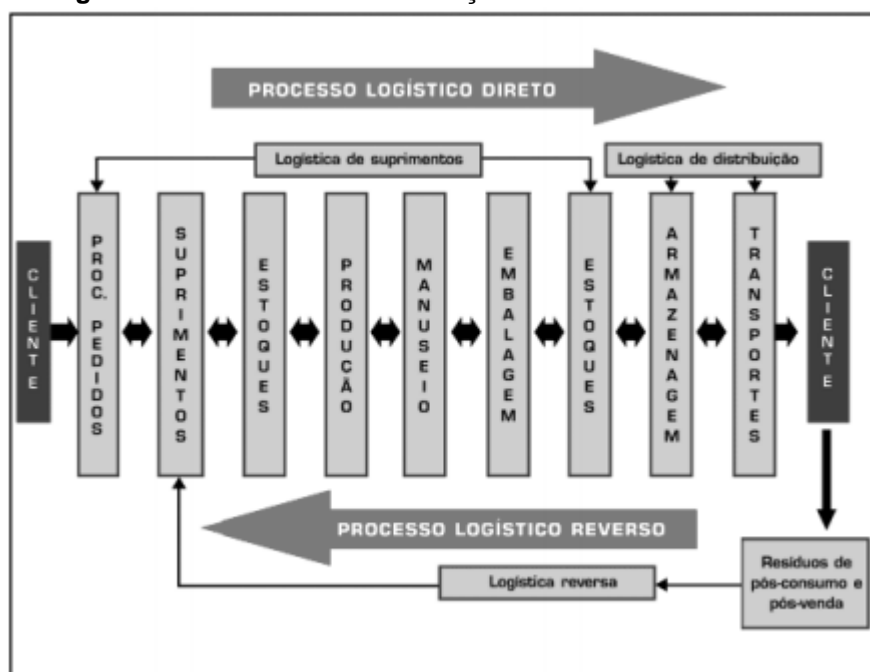 PROCESSO LOGÍSTICO DIRETO
Logística de suprimentos
Logística de distribuição
CLIENTE
PROC. PEDIDOS
SUPRIMENTOS
ESTOQUES
PRODUCÃO
MANUSEIO
EMBALAGEM
ESTOQUES
ARMAZENAGEM
TRANSPORTES
CLIENTE
PROCESSO LOGÍSTICO REVERSO
Logística reversa
Resíduos de
pós-consumo e
pós-venda